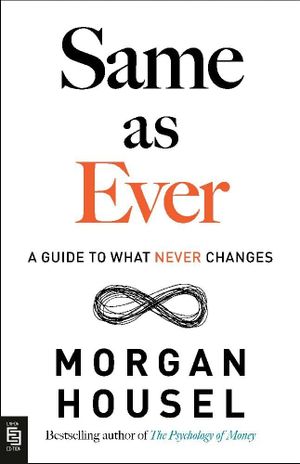 Same
as
Ever
A GUIDE TO WHAT NEVER CHANGES
MORGAN
HOUSEL
Bestselling author of The Psychology of Money